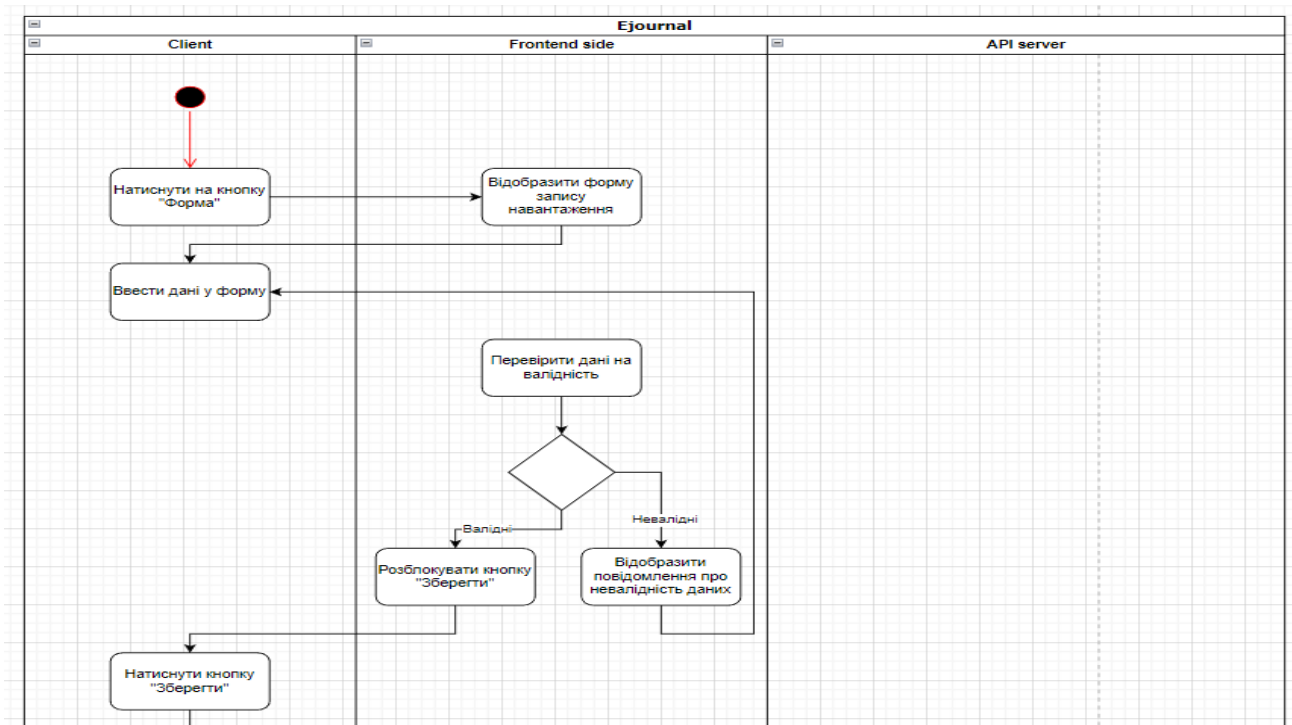 Ejournal
Client
Frontend side
API server
Натиснути на кнопку
"Форма"
Відобразити форму
запису
навантаження
Ввести дані у форму
Перевірити дані на
валідність
Валідні
Невалідні
Розблокувати кнопку
"Зберегти"
Відобразити
повідомлення про
невалідність даних
Натиснути кнопку
"Зберегти"